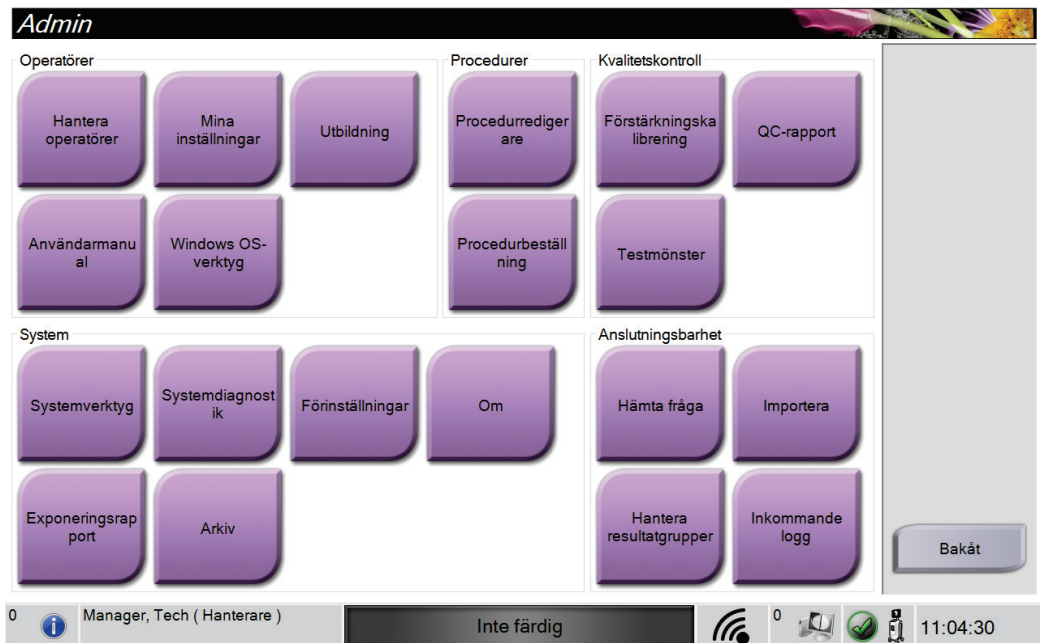 Admin
Operatörer
Hantera
operatörer
Mina
inställningar
Utbildning
Användarmanu
al
Windows OS-
verktyg
Procedurer
Procedurrediger
are
Procedurbeställ
ning
Kvalitetskontroll
Förstärkningska
librering
QC-rapport
Testmönster
System
Systemverktyg
Systemdiagnost
ik
Förinställningar
Om
Exponeringsrap
port
Arkiv
Anslutningsbarhet
Hämta fråga
Importera
Hantera
resultatgrupper
Inkommande
logg
Bakåt
0
Manager, Tech ( Hanterare )
Inte färdig
0
11:04:30